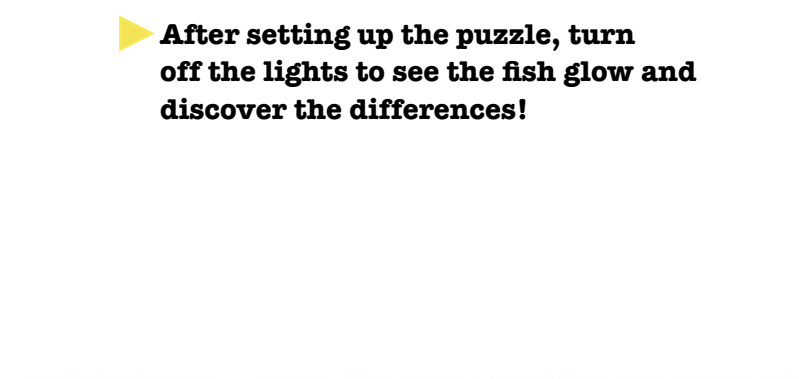 After setting up the puzzle, turn
off the lights to see the fish glow and
discover the differences!